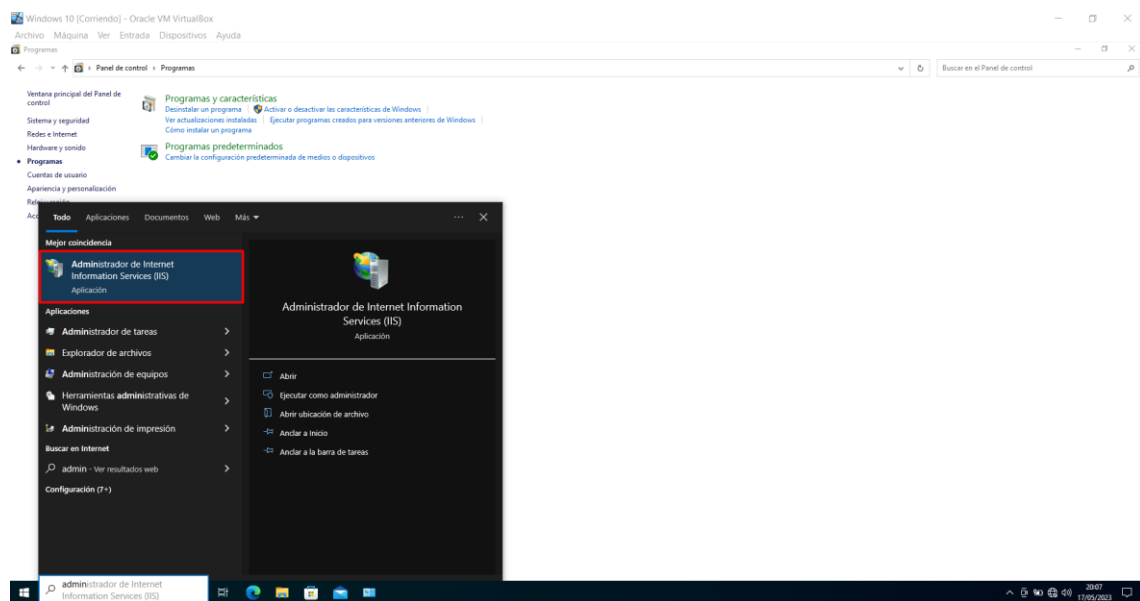 Windows 10 [Corriendo] - Oracle VM VirtualBox
Archivo Máquina Ver Entrada Dispositivos Ayuda
Programas
Panel de control › Programas
Buscar en el Panel de control
Ventana principal del Panel de
control
Sistema y seguridad
Redes e Internet
Hardware y sonido
Programas
Cuentas de usuario
Apariencia y personalización
Programas y características
Desinstalar un programa | Activar o desactivar las características de Windows
Ver actualizaciones instaladas | Ejecutar programas creados para versiones anteriores de Windows
Cómo instalar un programa
Programas predeterminados
Cambiar la configuración predeterminada de medios o dispositivos
Todo Aplicaciones Documentos Web Más
Mejor coincidencia
Administrador de Internet
Information Services (IIS)
Aplicación
Aplicaciones
Administrador de tareas
Explorador de archivos
Administración de equipos
Herramientas administrativas de
Windows
Administración de impresión
Buscar en Internet
admin - Ver resultados web
Configuración (7+)
Administrador de Internet Information
Services (IIS)
Aplicación
Abrir
Ejecutar como administrador
Abrir ubicación de archivo
Anclar a Inicio
Anclar a la barra de tareas
administrador de Internet
Information Services (IIS)
20:07
17/05/2023